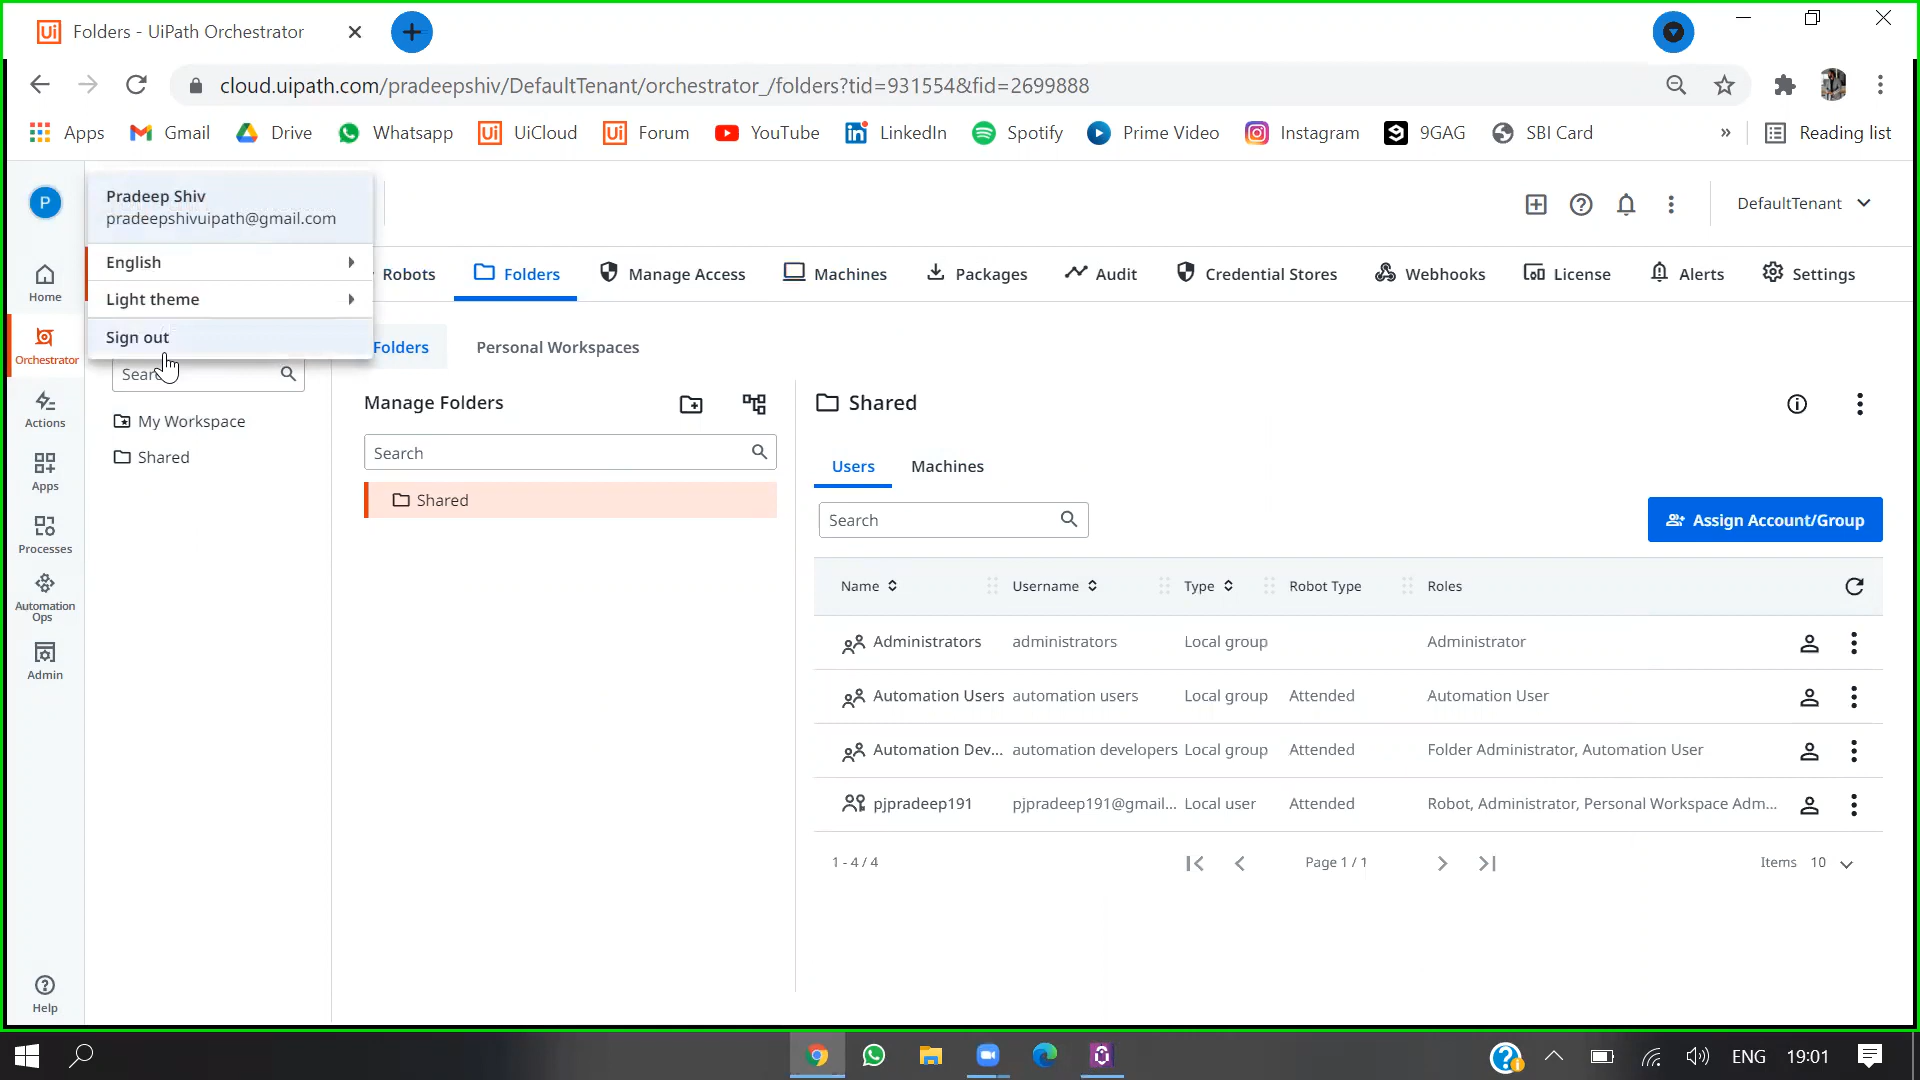 Folders - UiPath Orchestrator
cloud.uipath.com/pradeepshiv/DefaultTenant/orchestrator_/folders?tid=931554&fid=2699888
Apps Gmail Drive Whatsapp UiCloud Forum YouTube LinkedIn Spotify Prime Video Instagram 9GAG SBI Card » Reading list
P
Pradeep Shiv
pradeepshivuipath@gmail.com
English
Light theme
Sign out
DefaultTenant
Robots Folders Manage Access Machines Packages Audit Credential Stores Webhooks License Alerts Settings
Home
Orchestrator
Actions
Apps
Processes
Automation
Ops
Admin
Help
My Workspace
Shared
Folders Personal Workspaces
Manage Folders
Search
Shared
Shared
Users Machines
Search
Assign Account/Group
Name Username Type Robot Type Roles
Administrators administrators Local group Administrator
Automation Users automation users Local group Attended Automation User
Automation Dev... automation developers Local group Attended Folder Administrator, Automation User
pjpradeep191 pjpradeep191@gmail... Local user Attended Robot, Administrator, Personal Workspace Adm...
1 - 4 / 4 Page 1 / 1 Items 10
ENG 19:01